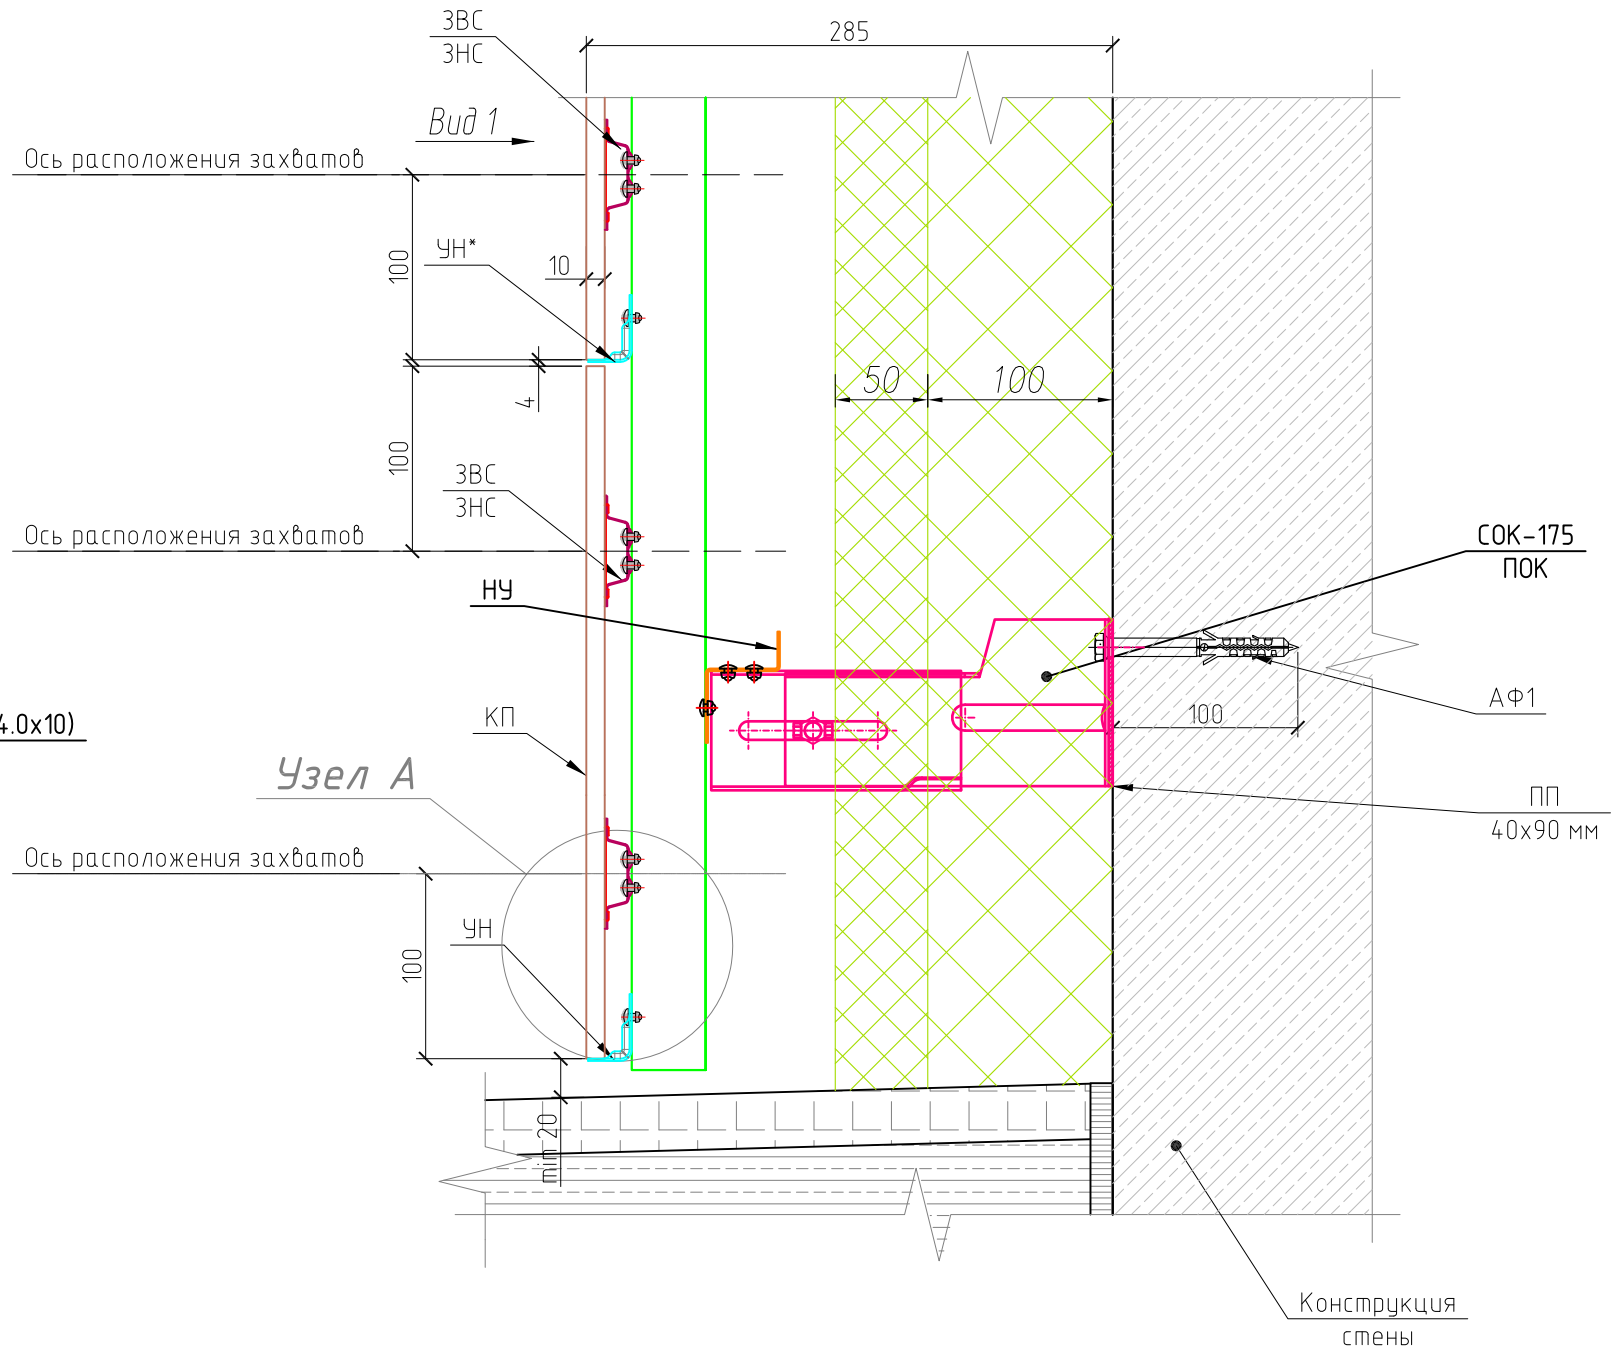 ЗВС
ЗНС
285
Вид 1
Ось расположения захватов
100
УН*
10
4
50
100
100
ЗВС
ЗНС
Ось расположения захватов
НУ
СОК-175
ПОК
АФ1
100
4.0х10)
КП
Узел А
ПП
40х90 мм
Ось расположения захватов
УН
100
min 20
Конструкция
стены